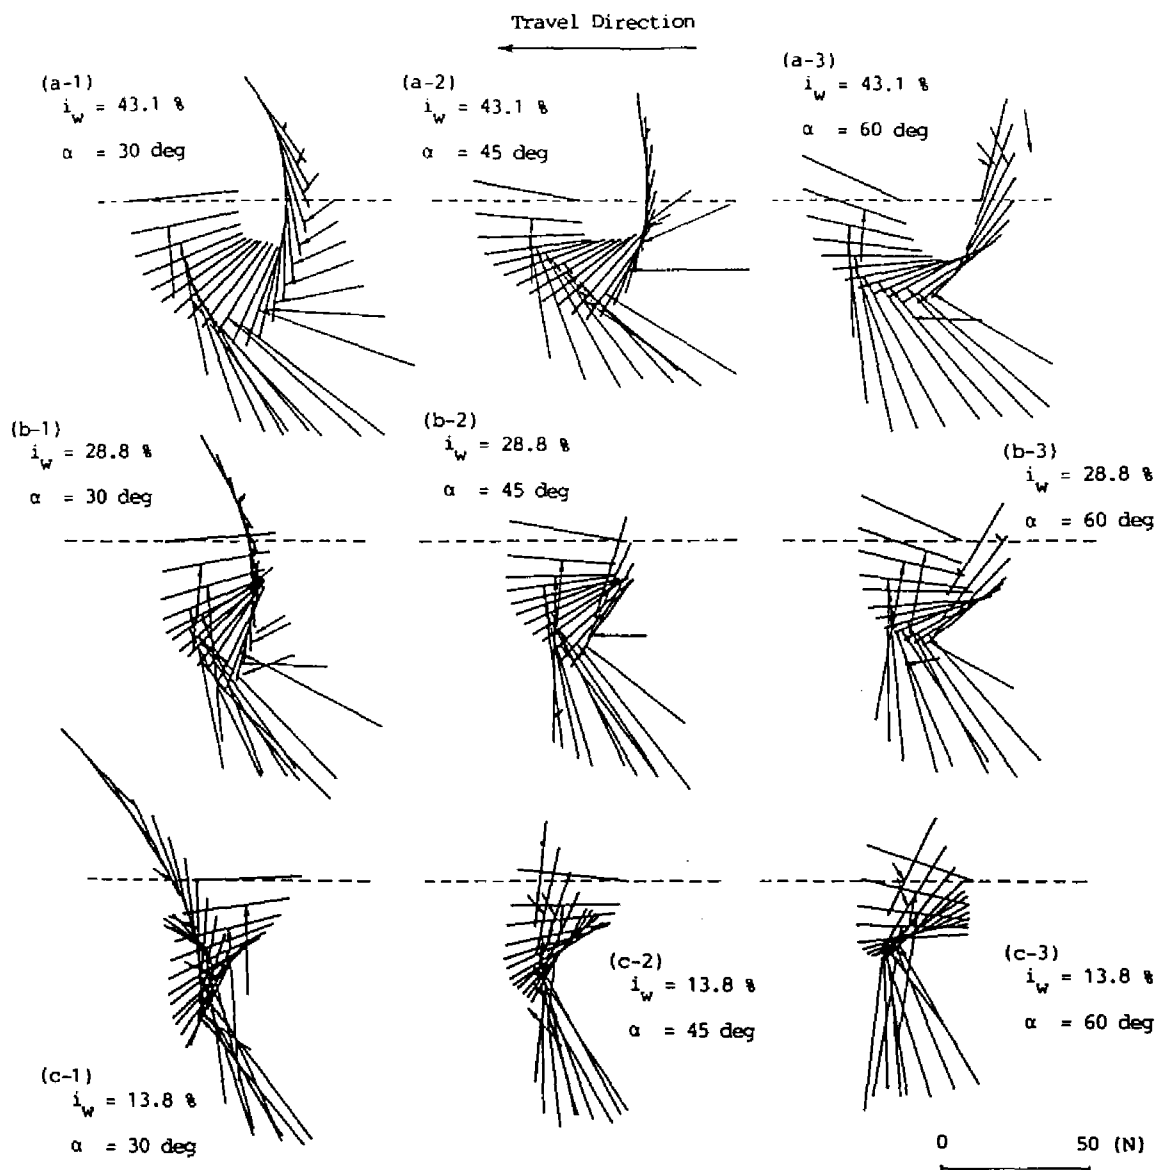 Travel Direction
(a-1)
i_w = 43.1 %
α = 30 deg
(a-2)
i_w = 43.1 %
α = 45 deg
(a-3)
i_w = 43.1 %
α = 60 deg
(b-1)
i_w = 28.8 %
α = 30 deg
(b-2)
i_w = 28.8 %
α = 45 deg
(b-3)
i_w = 28.8 %
α = 60 deg
(c-1)
i_w = 13.8 %
α = 30 deg
(c-2)
i_w = 13.8 %
α = 45 deg
(c-3)
i_w = 13.8 %
α = 60 deg
0 50 (N)